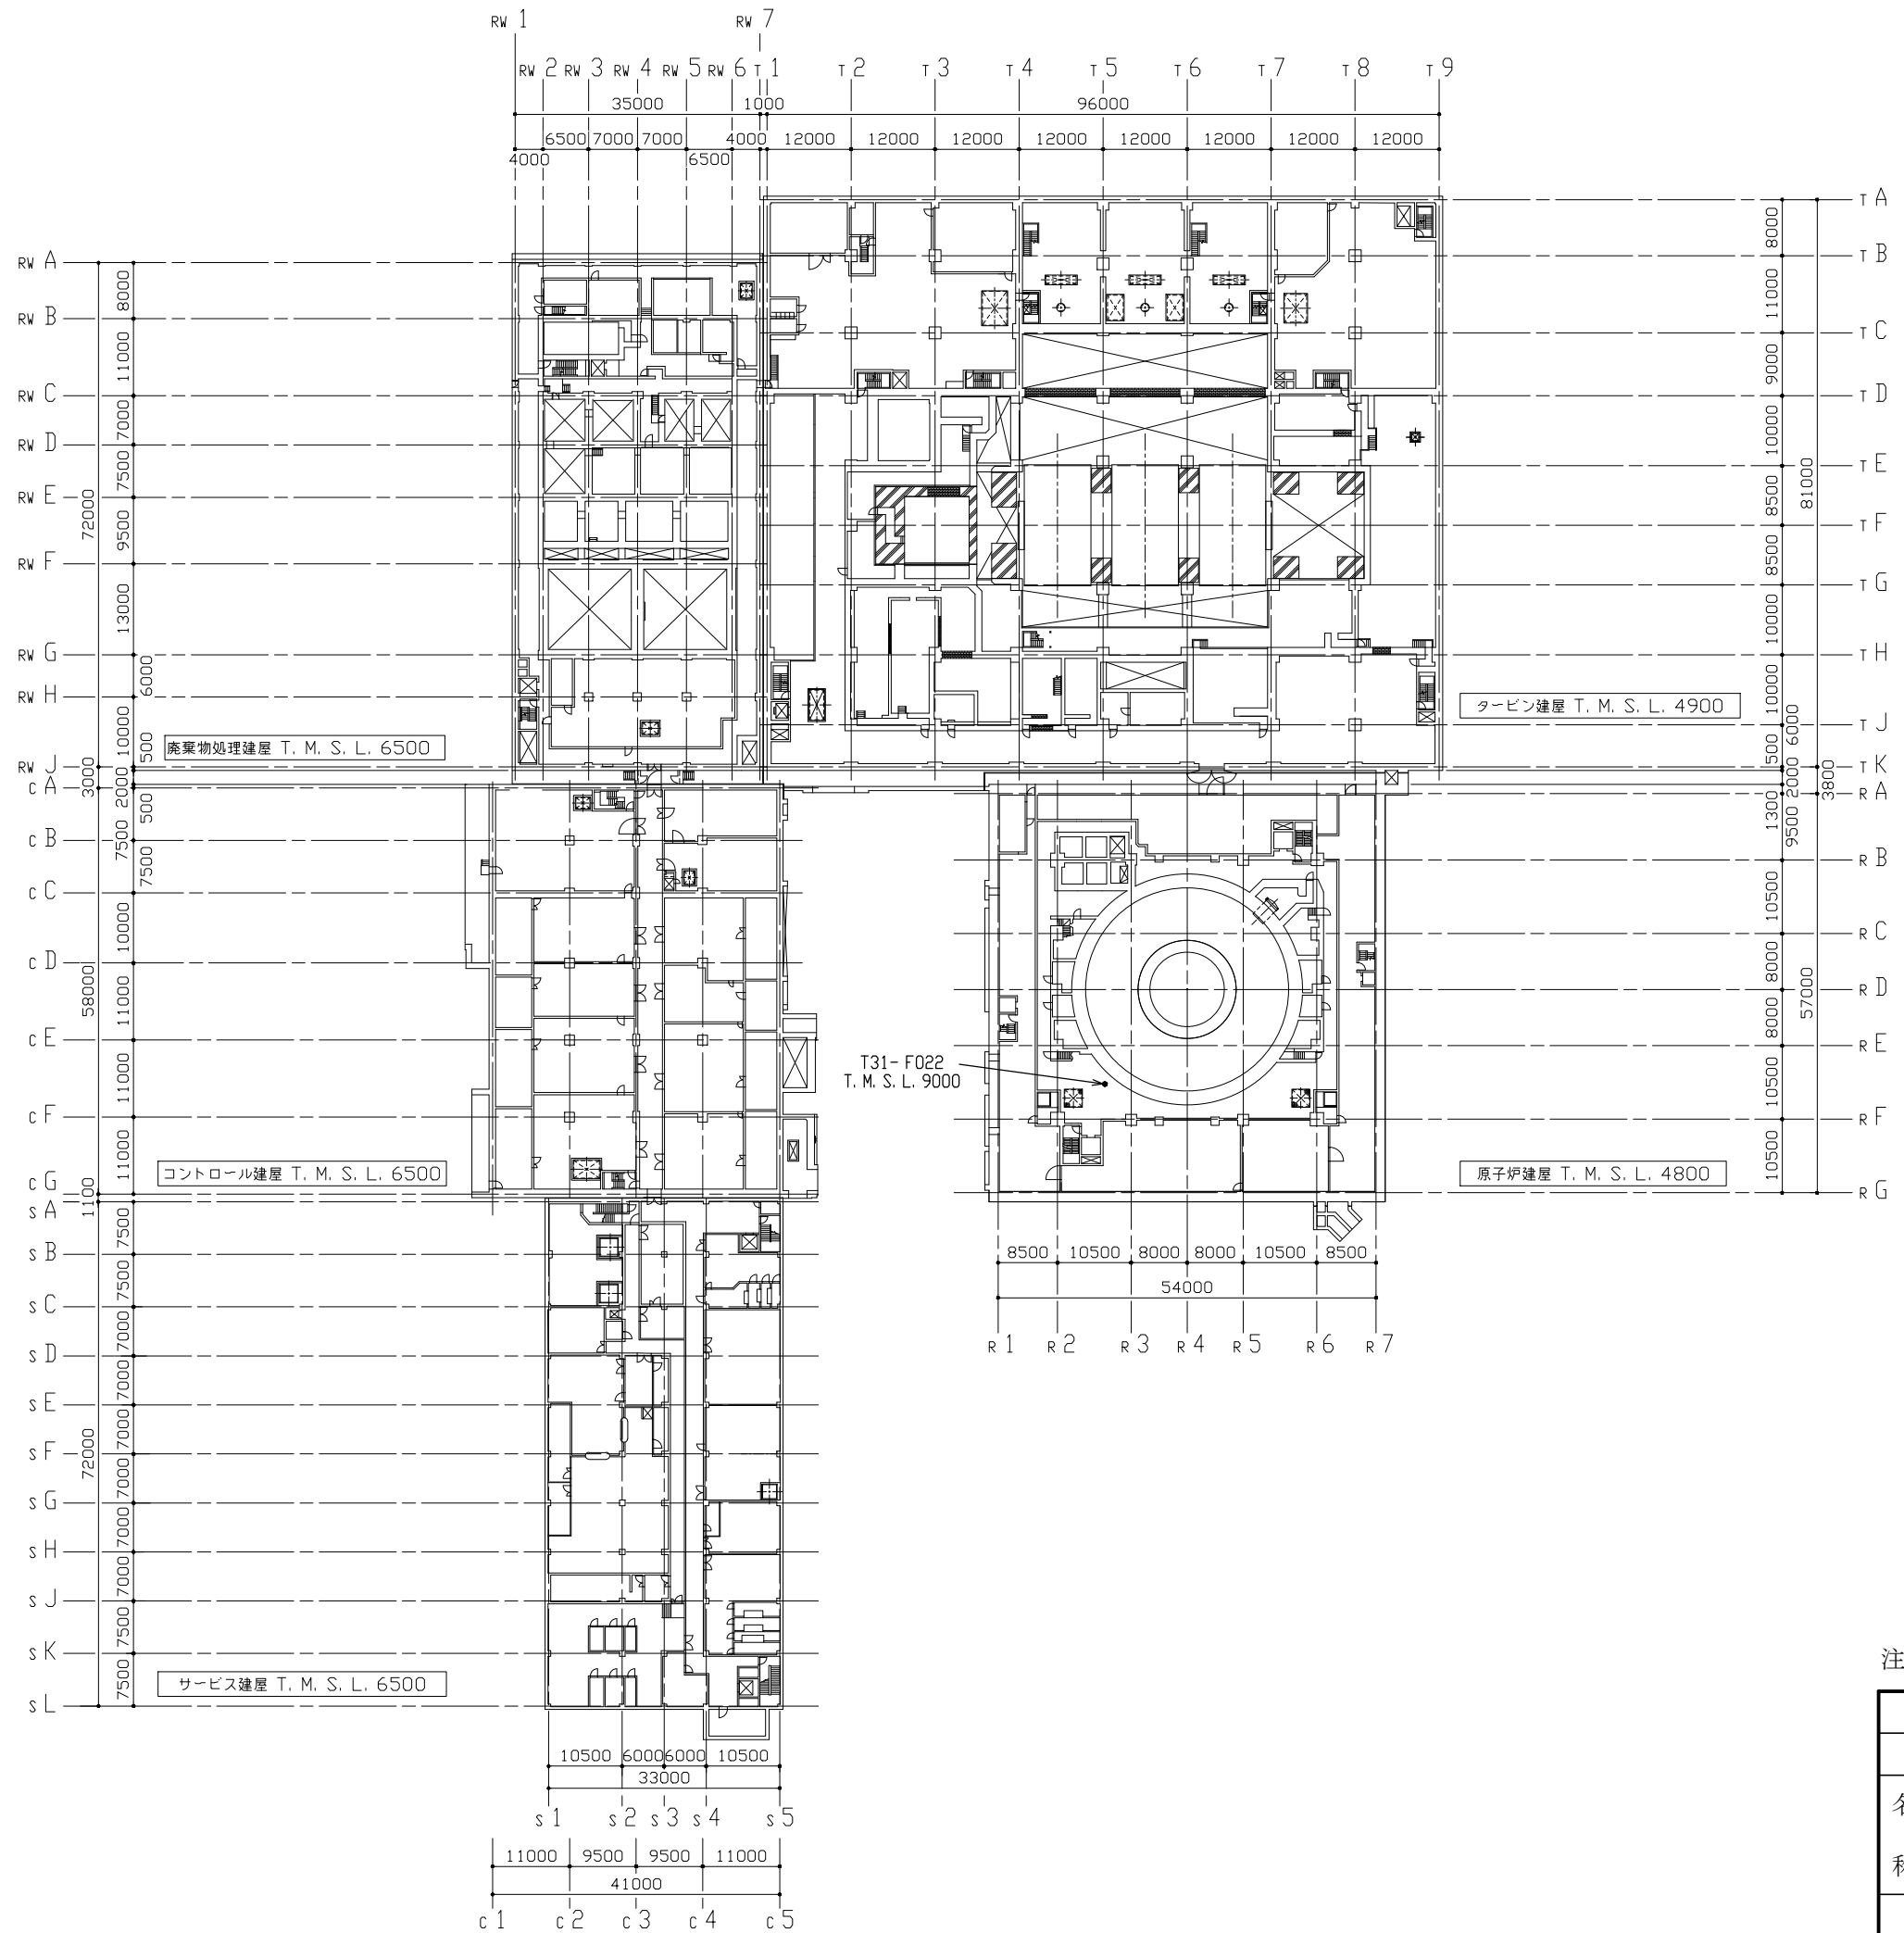 RW 1
RW 7
RW 2 RW 3 RW 4 RW 5 RW 6 T 1 T 2 T 3 T 4 T 5 T 6 T 7 T 8 T 9
35000 1000 96000
6500 7000 7000 4000 12000 12000 12000 12000 12000 12000 12000 12000
4000 6500
T A
8000
T B
11000
T C
9000
T D
10000
T E
8500
T F
8500
T G
10000
T H
10000
T J
6000
500
T K
81000
2000
3800
1300
RW A
8000
RW B
11000
RW C
7000
RW D
7500
RW E
9500
RW F
13000
RW G
6000
RW H
10000
500
RW J
72000
3000
2000
500
廃棄物処理建屋 T. M. S. L. 6500
タービン建屋 T. M. S. L. 4900
c A
7500
c B
7500
c C
10000
c D
11000
c E
11000
c F
11000
c G
58000
1100
コントロール建屋 T. M. S. L. 6500
R A
9500
R B
10500
R C
8000
R D
8000
R E
10500
R F
10500
R G
57000
T31-F022
T. M. S. L. 9000
原子炉建屋 T. M. S. L. 4800
8500 10500 8000 8000 10500 8500
54000
R 1 R 2 R 3 R 4 R 5 R 6 R 7
s A
7500
s B
7500
s C
7000
s D
7000
s E
7000
s F
7000
s G
7000
s H
7000
s J
7500
s K
7500
s L
72000
サービス建屋 T. M. S. L. 6500
10500 6000 6000 10500
33000
s 1 s 2 s 3 s 4 s 5
11000 9500 9500 11000
41000
c 1 c 2 c 3 c 4 c 5
注